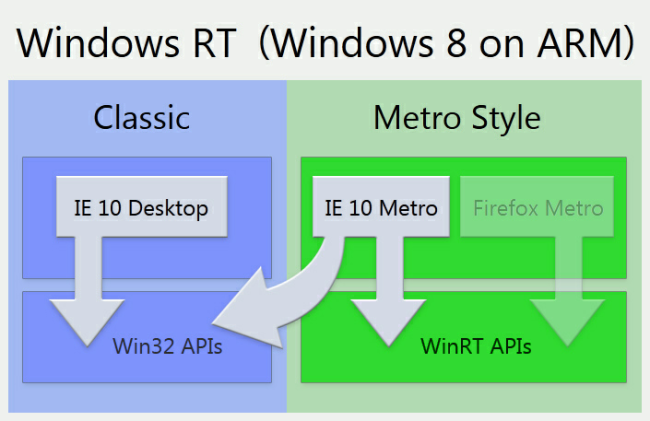 Windows RT (Windows 8 on ARM)
Classic
Metro Style
IE 10 Desktop
IE 10 Metro
Firefox Metro
Win32 APIs
WinRT APIs